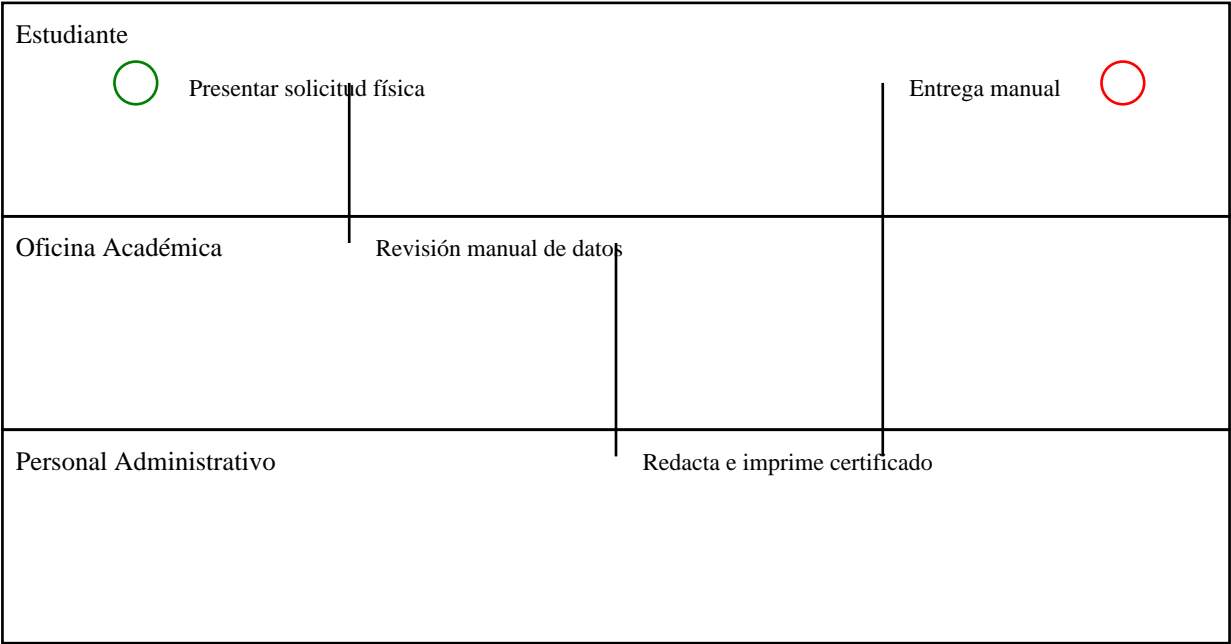 Estudiante
Presentar solicitud física
Entrega manual
Oficina Académica
Revisión manual de datos
Personal Administrativo
Redacta e imprime certificado